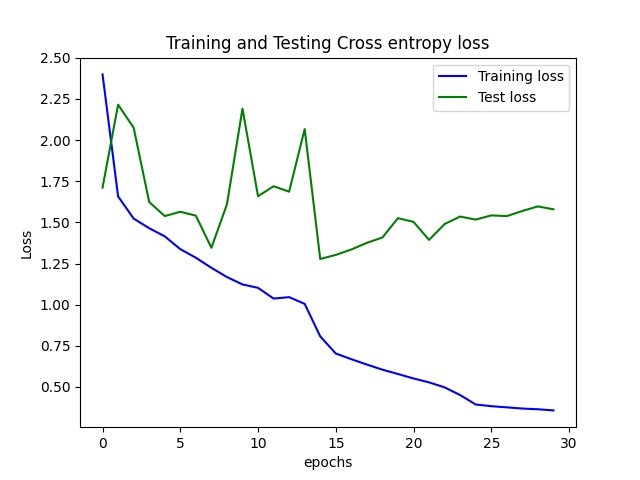 Training and Testing Cross entropy loss
2.50
2.25
2.00
1.75
1.50
1.25
1.00
0.75
0.50
Loss
Training loss
Test loss
0 5 10 15 20 25 30
epochs